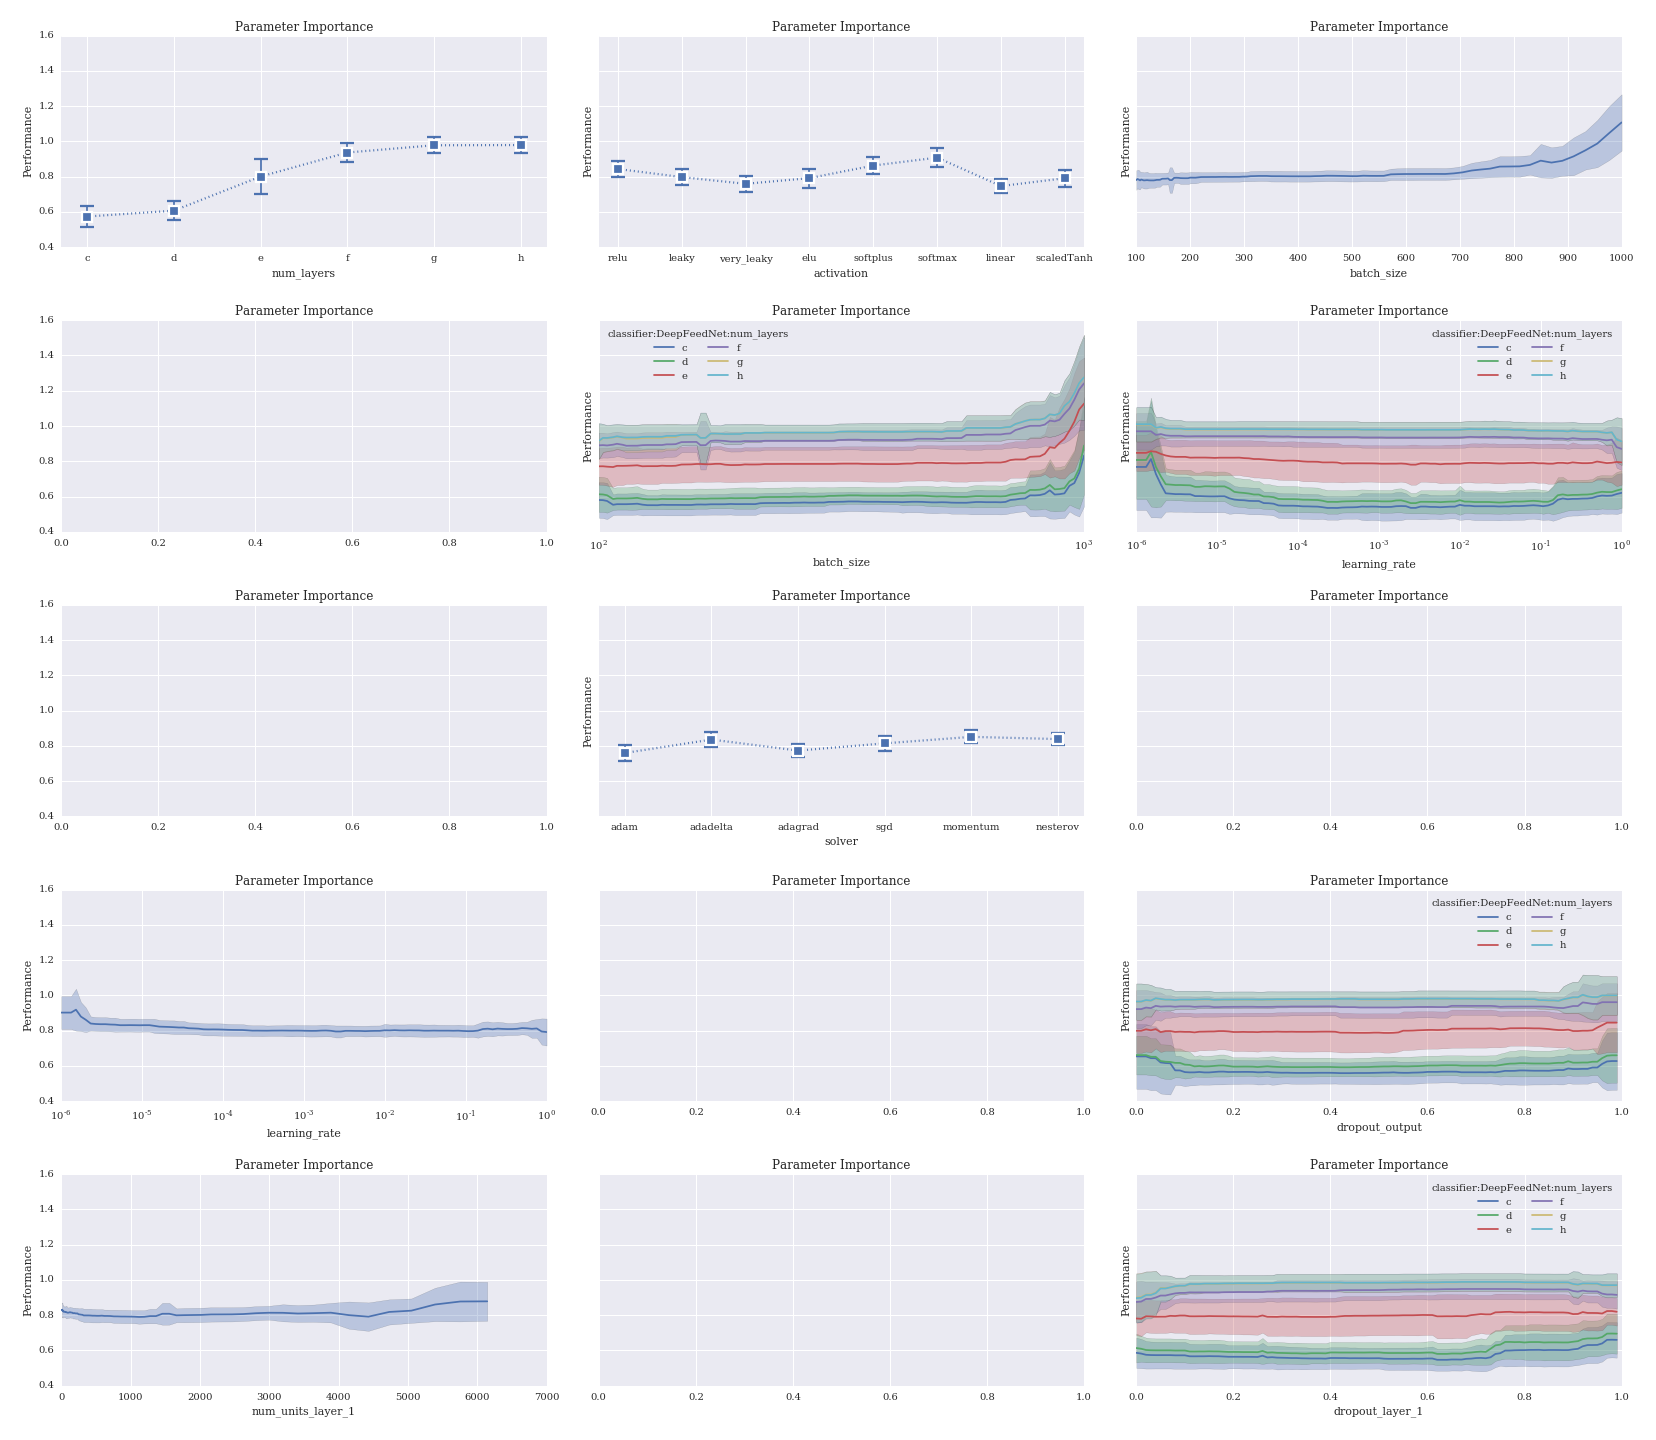 Parameter Importance Parameter Importance Parameter Importance
1.6
1.4
1.2
1.0
0.8
0.6
0.4
Performance Performance Performance
c d e f g h relu leaky very_leaky elu softplus softmax linear scaledTanh 100 200 300 400 500 600 700 800 900 1000
num_layers activation batch_size
Parameter Importance Parameter Importance Parameter Importance
1.6
1.4
1.2
1.0
0.8
0.6
0.4
classifier:DeepFeedNet:num_layers classifier:DeepFeedNet:num_layers
c f c f
d g d g
e h e h
Performance Performance
0.0 0.2 0.4 0.6 0.8 1.0 10^2 10^3 10^-6 10^-5 10^-4 10^-3 10^-2 10^-1 10^0
batch_size learning_rate
Parameter Importance Parameter Importance Parameter Importance
1.6
1.4
1.2
1.0
0.8
0.6
0.4
Performance
0.0 0.2 0.4 0.6 0.8 1.0 adam adadelta adagrad sgd momentum nesterov 0.0 0.2 0.4 0.6 0.8 1.0
solver
Parameter Importance Parameter Importance Parameter Importance
1.6
1.4
1.2
1.0
0.8
0.6
0.4
classifier:DeepFeedNet:num_layers
c f
d g
e h
Performance Performance
10^-6 10^-5 10^-4 10^-3 10^-2 10^-1 10^0 0.0 0.2 0.4 0.6 0.8 1.0 0.0 0.2 0.4 0.6 0.8 1.0
learning_rate dropout_output
Parameter Importance Parameter Importance Parameter Importance
1.6
1.4
1.2
1.0
0.8
0.6
0.4
classifier:DeepFeedNet:num_layers
c f
d g
e h
Performance Performance
0 1000 2000 3000 4000 5000 6000 7000 0.0 0.2 0.4 0.6 0.8 1.0 0.0 0.2 0.4 0.6 0.8 1.0
num_units_layer_1 dropout_layer_1